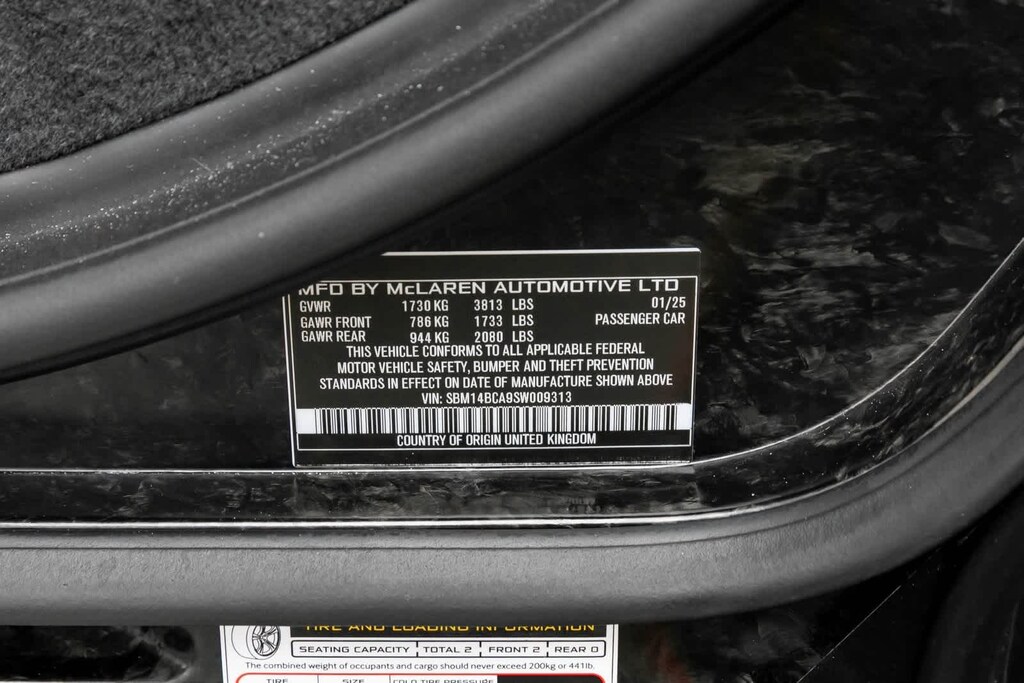 MFD BY McLAREN AUTOMOTIVE LTD
GVWR 1730 KG 3813 LBS 01/25
GAWR FRONT 786 KG 1733 LBS PASSENGER CAR
GAWR REAR 944 KG 2080 LBS
THIS VEHICLE CONFORMS TO ALL APPLICABLE FEDERAL
MOTOR VEHICLE SAFETY, BUMPER AND THEFT PREVENTION
STANDARDS IN EFFECT ON DATE OF MANUFACTURE SHOWN ABOVE
VIN: SBM14BCA9SW009313
COUNTRY OF ORIGIN UNITED KINGDOM
TIRE AND LOADING INFORMATION
SEATING CAPACITY TOTAL 2 FRONT 2 REAR 0
The combined weight of occupants and cargo should never exceed 200kg or 441lb.
TIRE SIZE COLD TIRE PRESSURE